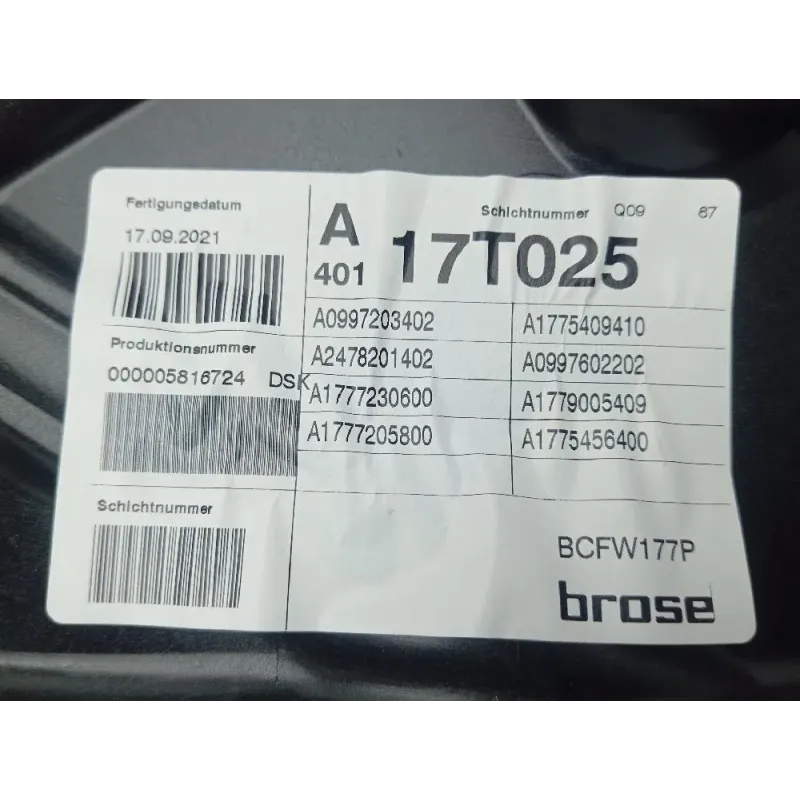 Fertigungsdatum
17.09.2021
Produktionsnummer
000005816724 DSK
Schichtnummer
A
401
Schichtnummer Q09 87
17T025
A0997203402 A1775409410
A2478201402 A0997602202
A1777230600 A1779005409
A1777205800 A1775456400
BCFW177P
brose